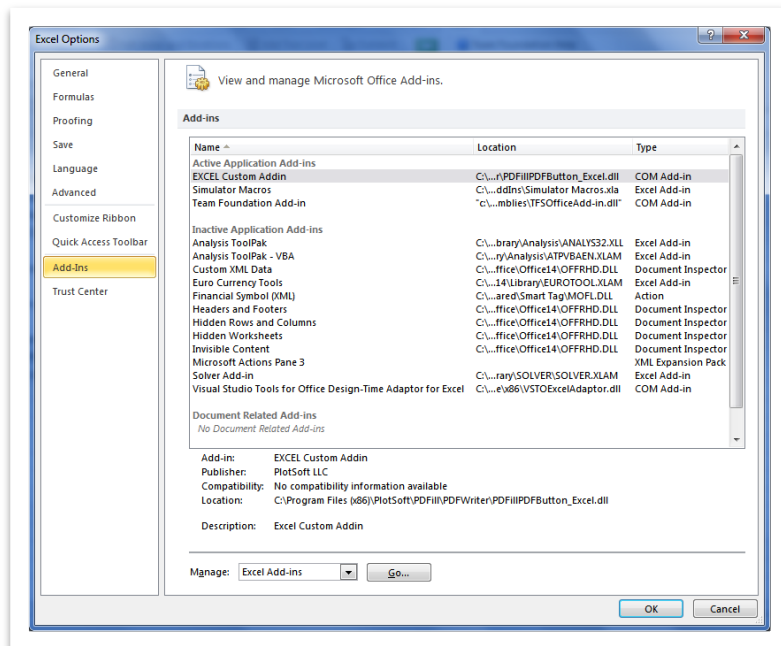 Excel Options
General
Formulas
Proofing
Save
Language
Advanced
Customize Ribbon
Quick Access Toolbar
Add-Ins
Trust Center
View and manage Microsoft Office Add-ins.
Add-ins
Name Location Type
Active Application Add-ins
EXCEL Custom Addin C:\...r\PDFillPDFButton_Excel.dll COM Add-in
Simulator Macros C:\...ddIns\Simulator Macros.xla Excel Add-in
Team Foundation Add-in "c:\...mblies\TFSOfficeAdd-in.dll" COM Add-in
Inactive Application Add-ins
Analysis ToolPak C:\...brary\Analysis\ANALYS32.XLL Excel Add-in
Analysis ToolPak - VBA C:\...ry\Analysis\ATPVBAEN.XLAM Excel Add-in
Custom XML Data C:\...ffice\Office14\OFFRHD.DLL Document Inspector
Euro Currency Tools C:\...14\Library\EUROTOOL.XLAM Excel Add-in
Financial Symbol (XML) C:\...ared\Smart Tag\MOFL.DLL Action
Headers and Footers C:\...ffice\Office14\OFFRHD.DLL Document Inspector
Hidden Rows and Columns C:\...ffice\Office14\OFFRHD.DLL Document Inspector
Hidden Worksheets C:\...ffice\Office14\OFFRHD.DLL Document Inspector
Invisible Content C:\...ffice\Office14\OFFRHD.DLL Document Inspector
Microsoft Actions Pane 3 XML Expansion Pack
Solver Add-in C:\...rary\SOLVER\SOLVER.XLAM Excel Add-in
Visual Studio Tools for Office Design-Time Adaptor for Excel C:\...e\x86\VSTOExcelAdaptor.dll COM Add-in
Document Related Add-ins
No Document Related Add-ins
Add-in: EXCEL Custom Addin
Publisher: PlotSoft LLC
Compatibility: No compatibility information available
Location: C:\Program Files (x86)\PlotSoft\PDFill\PDFWriter\PDFillPDFButton_Excel.dll
Description: Excel Custom Addin
Manage: Excel Add-ins Go...
OK Cancel